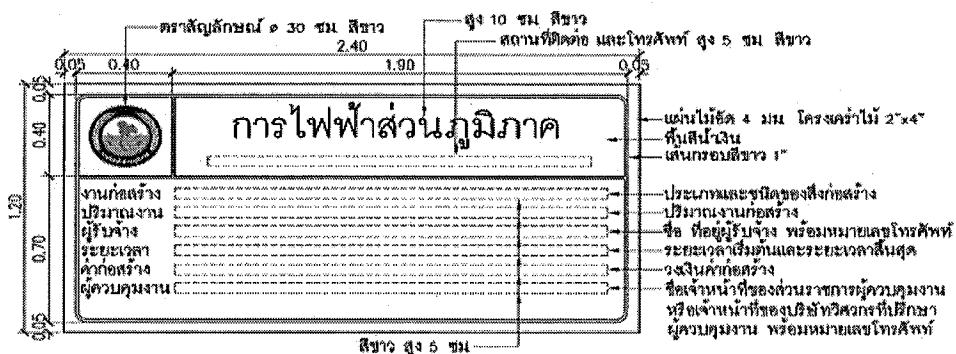 ตราสัญลักษณ์ ø 30 ซม. สีขาว
สูง 10 ซม. สีขาว
สถานที่ติดต่อ และโทรศัพท์ สูง 5 ซม. สีขาว
2.40
0.05 0.40 1.90 0.05
0.05
0.40
1.20
0.70
0.05
การไฟฟ้าส่วนภูมิภาค
แผ่นไม้อัด 4 มม. โครงเคร่าไม้ 2"x4"
พื้นสีน้ำเงิน
เส้นกรอบสีขาว 1"
งานก่อสร้าง
ประเภทและชนิดของสิ่งก่อสร้าง
ปริมาณงาน
ปริมาณงานก่อสร้าง
ผู้รับจ้าง
ชื่อ ที่อยู่ผู้รับจ้าง พร้อมหมายเลขโทรศัพท์
ระยะเวลา
ระยะเวลาเริ่มต้นและระยะเวลาสิ้นสุด
ค่าก่อสร้าง
วงเงินค่าก่อสร้าง
ผู้ควบคุมงาน
ชื่อเจ้าหน้าที่ของส่วนราชการผู้ควบคุมงาน
หรือเจ้าหน้าที่ของบริษัทวิศวกรที่ปรึกษา
ผู้ควบคุมงาน พร้อมหมายเลขโทรศัพท์
สีขาว สูง 5 ซม.